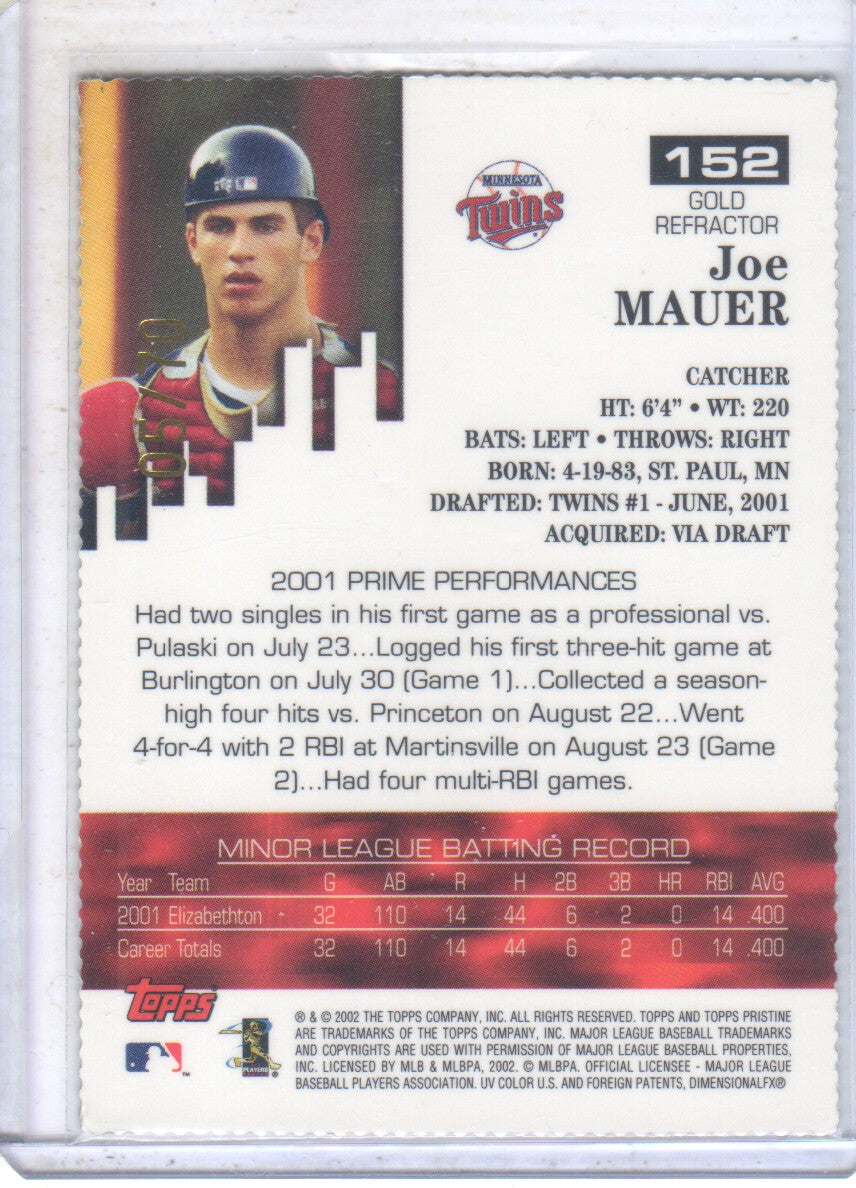 152
GOLD
REFRACTOR
Joe
MAUER
MINNESOTA
Twins
05/70
CATCHER
HT: 6'4" • WT: 220
BATS: LEFT • THROWS: RIGHT
BORN: 4-19-83, ST. PAUL, MN
DRAFTED: TWINS #1 - JUNE, 2001
ACQUIRED: VIA DRAFT
2001 PRIME PERFORMANCES
Had two singles in his first game as a professional vs.
Pulaski on July 23...Logged his first three-hit game at
Burlington on July 30 (Game 1)...Collected a season-
high four hits vs. Princeton on August 22...Went
4-for-4 with 2 RBI at Martinsville on August 23 (Game
2)...Had four multi-RBI games.
MINOR LEAGUE BATTING RECORD
Year Team G AB R H 2B 3B HR RBI AVG
2001 Elizabethton 32 110 14 44 6 2 0 14 .400
Career Totals 32 110 14 44 6 2 0 14 .400
Topps
PLAYERS
® & © 2002 THE TOPPS COMPANY, INC. ALL RIGHTS RESERVED. TOPPS AND TOPPS PRISTINE
ARE TRADEMARKS OF THE TOPPS COMPANY, INC. MAJOR LEAGUE BASEBALL TRADEMARKS
AND COPYRIGHTS ARE USED WITH PERMISSION OF MAJOR LEAGUE BASEBALL PROPERTIES,
INC. LICENSED BY MLB & MLBPA, 2002. © MLBPA. OFFICIAL LICENSEE - MAJOR LEAGUE
BASEBALL PLAYERS ASSOCIATION. UV COLOR U.S. AND FOREIGN PATENTS, DIMENSIONALFX®